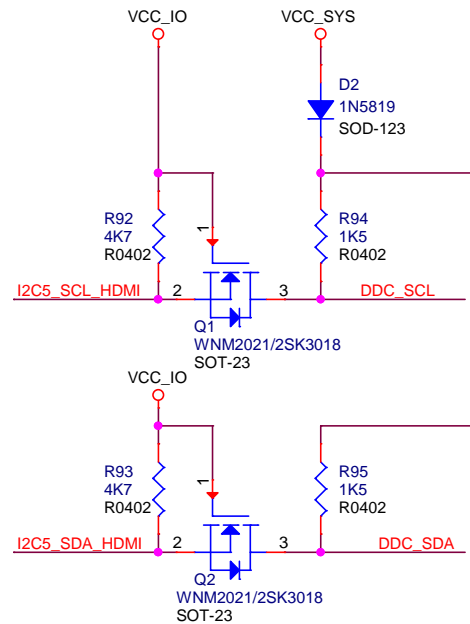 VCC_IO
VCC_SYS
D2
1N5819
SOD-123
R92
4K7
R0402
1
R94
1K5
R0402
I2C5_SCL_HDMI
2
3
DDC_SCL
Q1
WNM2021/2SK3018
SOT-23
VCC_IO
R93
4K7
R0402
1
R95
1K5
R0402
I2C5_SDA_HDMI
2
3
DDC_SDA
Q2
WNM2021/2SK3018
SOT-23